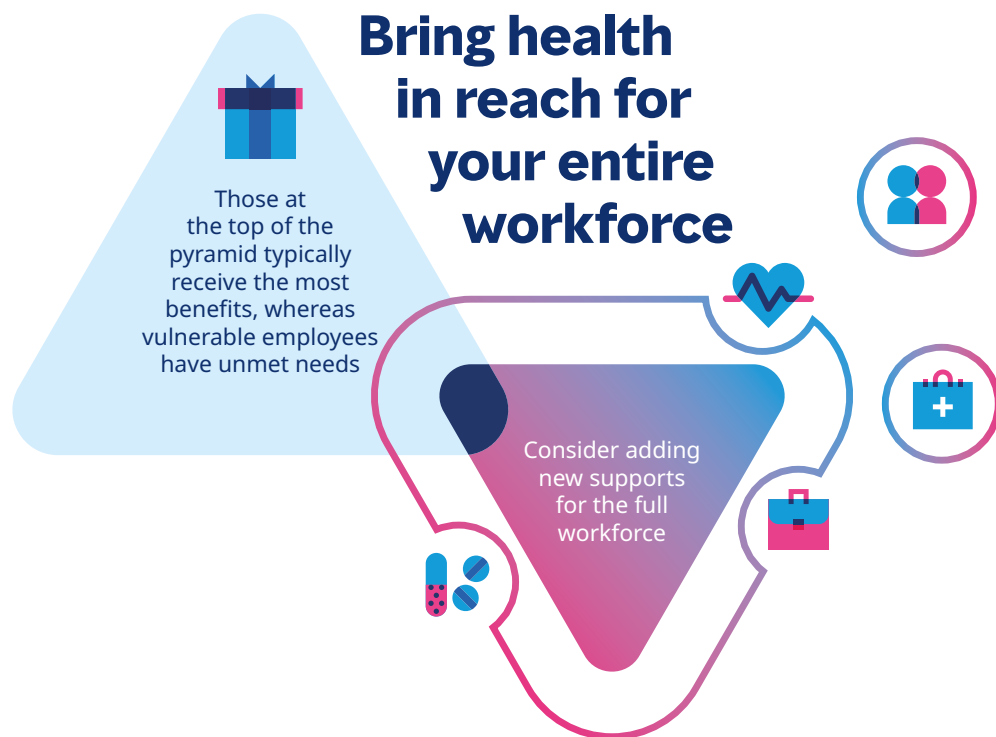 Bring health
in reach for
your entire
workforce
Those at
the top of the
pyramid typically
receive the most
benefits, whereas
vulnerable employees
have unmet needs
Consider adding
new supports
for the full
workforce